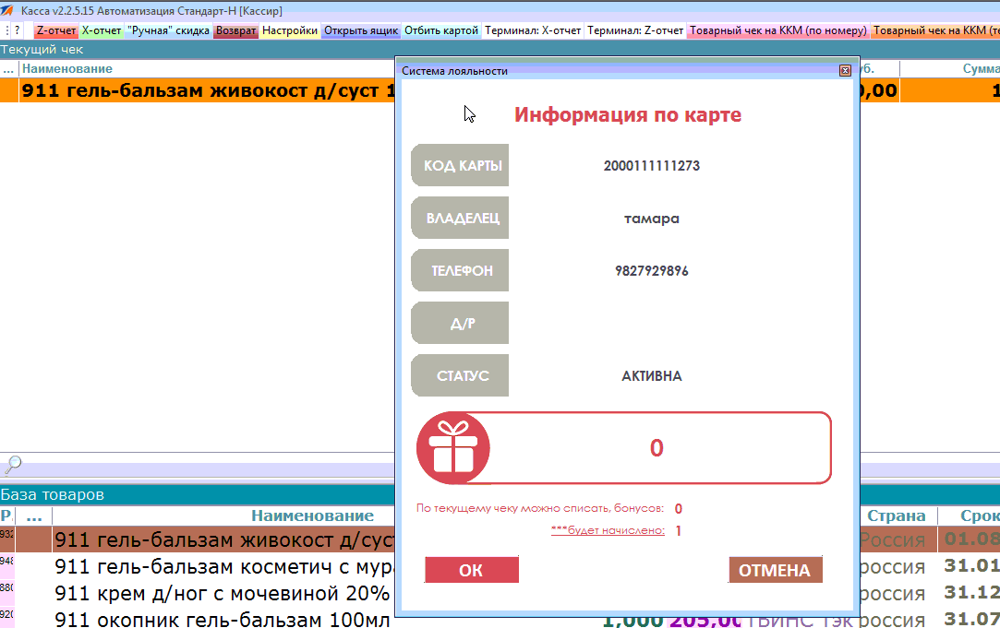 Касса v2.2.5.15 Автоматизация Стандарт-Н [Кассир]
? Z-отчет X-отчет "Ручная" скидка Возврат Настройки Открыть ящик Отбить картой Терминал: X-отчет Терминал: Z-отчет Товарный чек на ККМ (по номеру) Товарный чек на ККМ (те
Текущий чек
... Наименование уб. Сумма
911 гель-бальзам живокост д/суст 1 0,00 1
Система лояльности
Информация по карте
КОД КАРТЫ 2000111111273
ВЛАДЕЛЕЦ тамара
ТЕЛЕФОН 9827929896
Д/Р
СТАТУС АКТИВНА
0
По текущему чеку можно списать, бонусов: 0
***будет начислено: 1
ОК ОТМЕНА
База товаров
Р. ... Наименование Страна Срок
932 911 гель-бальзам живокост д/суст Россия 01.08
948 911 гель-бальзам косметич с мура россия 31.01
880 911 крем д/ног с мочевиной 20% россия 31.12
920 911 окопник гель-бальзам 100мл 1,000 205,00 ТВИНС Тэк россия 31.07